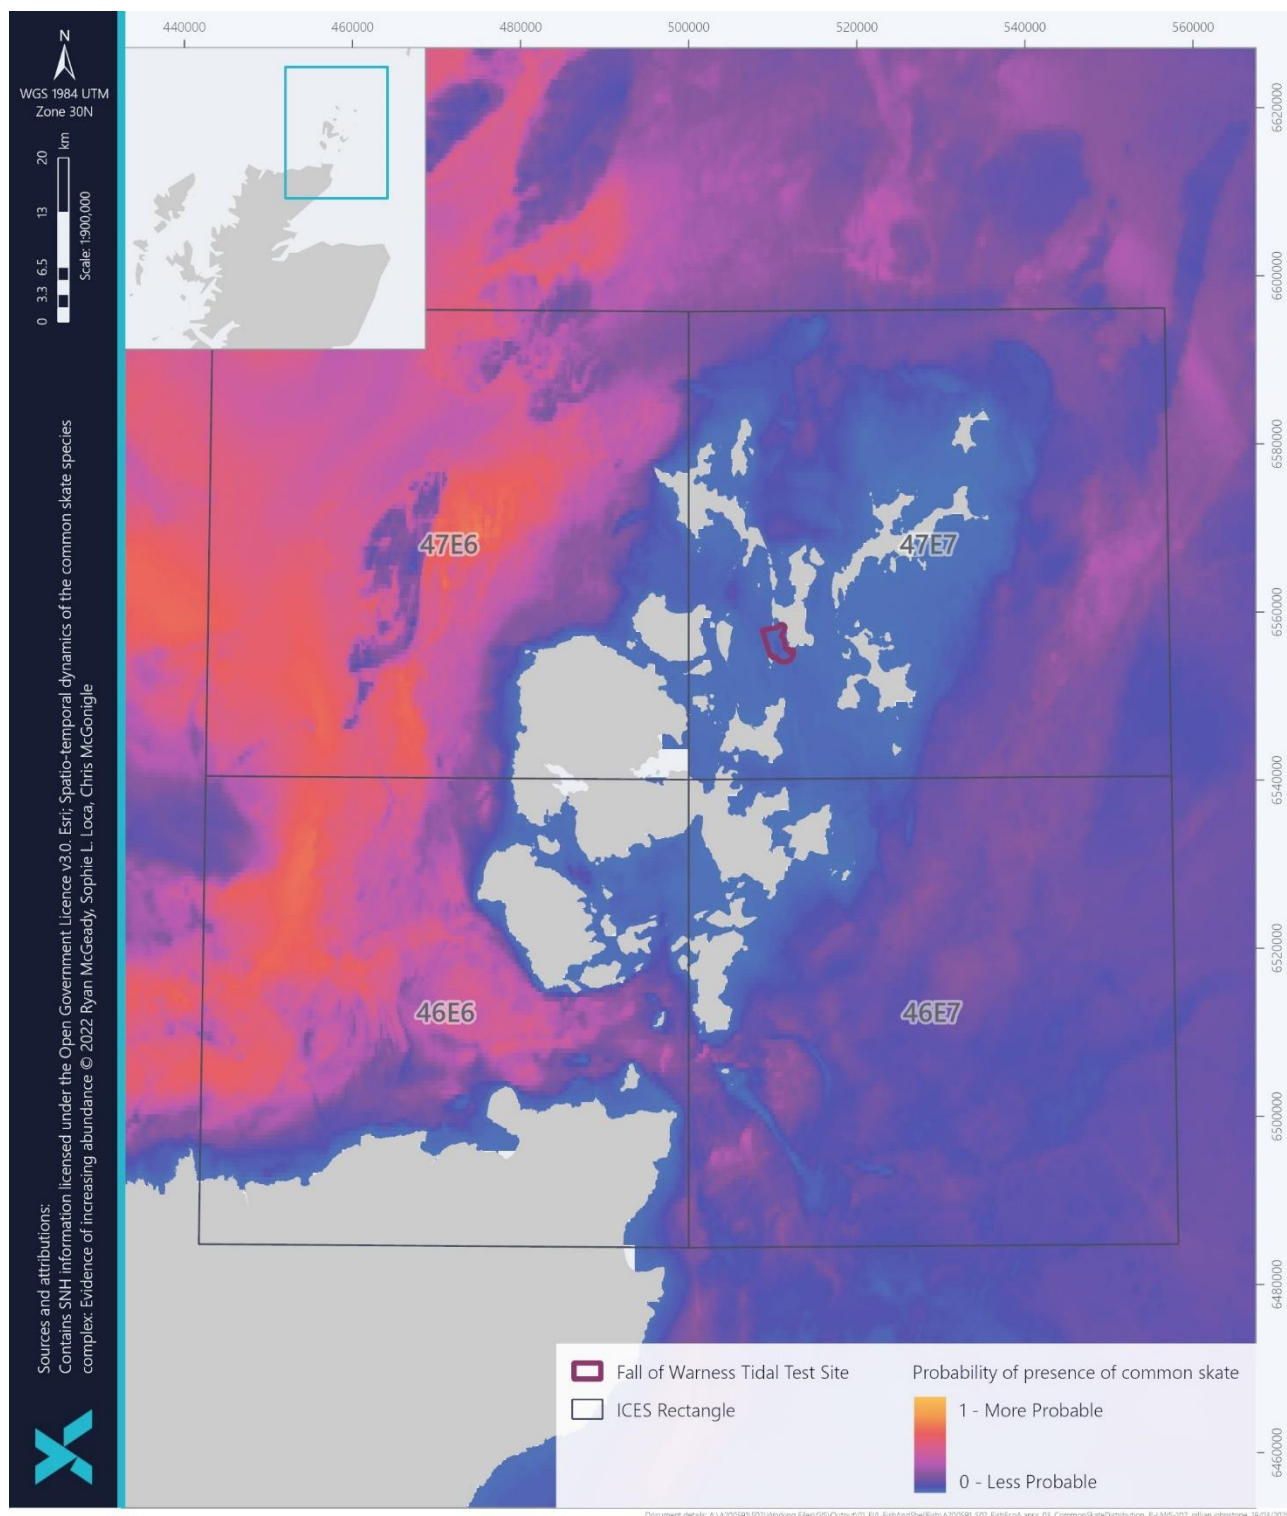 440000
460000
480000
500000
520000
540000
560000
N
WGS 1984 UTM
Zone 30N
0 3.3 6.5 13 20 km
Scale: 1:900,000
Sources and attributions:
Contains SNH information licensed under the Open Government Licence v3.0. Esri; Spatio-temporal dynamics of the common skate species
complex: Evidence of increasing abundance © 2022 Ryan McGeady, Sophie L. Loca, Chris McGonigle
6620000
6600000
6580000
6560000
6540000
6520000
6500000
6480000
6460000
47E6
47E7
46E6
46E7
Fall of Warness Tidal Test Site
ICES Rectangle
Probability of presence of common skate
1 - More Probable
0 - Less Probable
Document details: